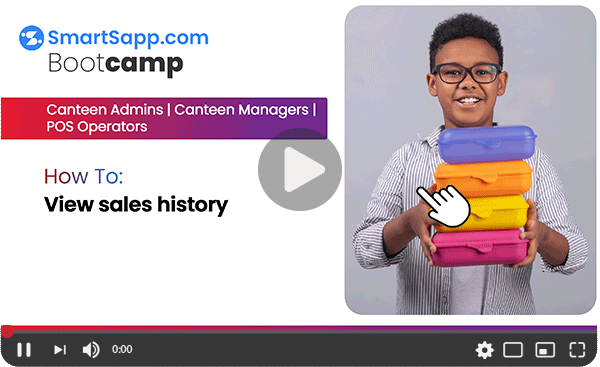 SmartSapp.com
Bootcamp
Canteen Admins | Canteen Managers |
POS Operators
How To:
View sales history
0:00